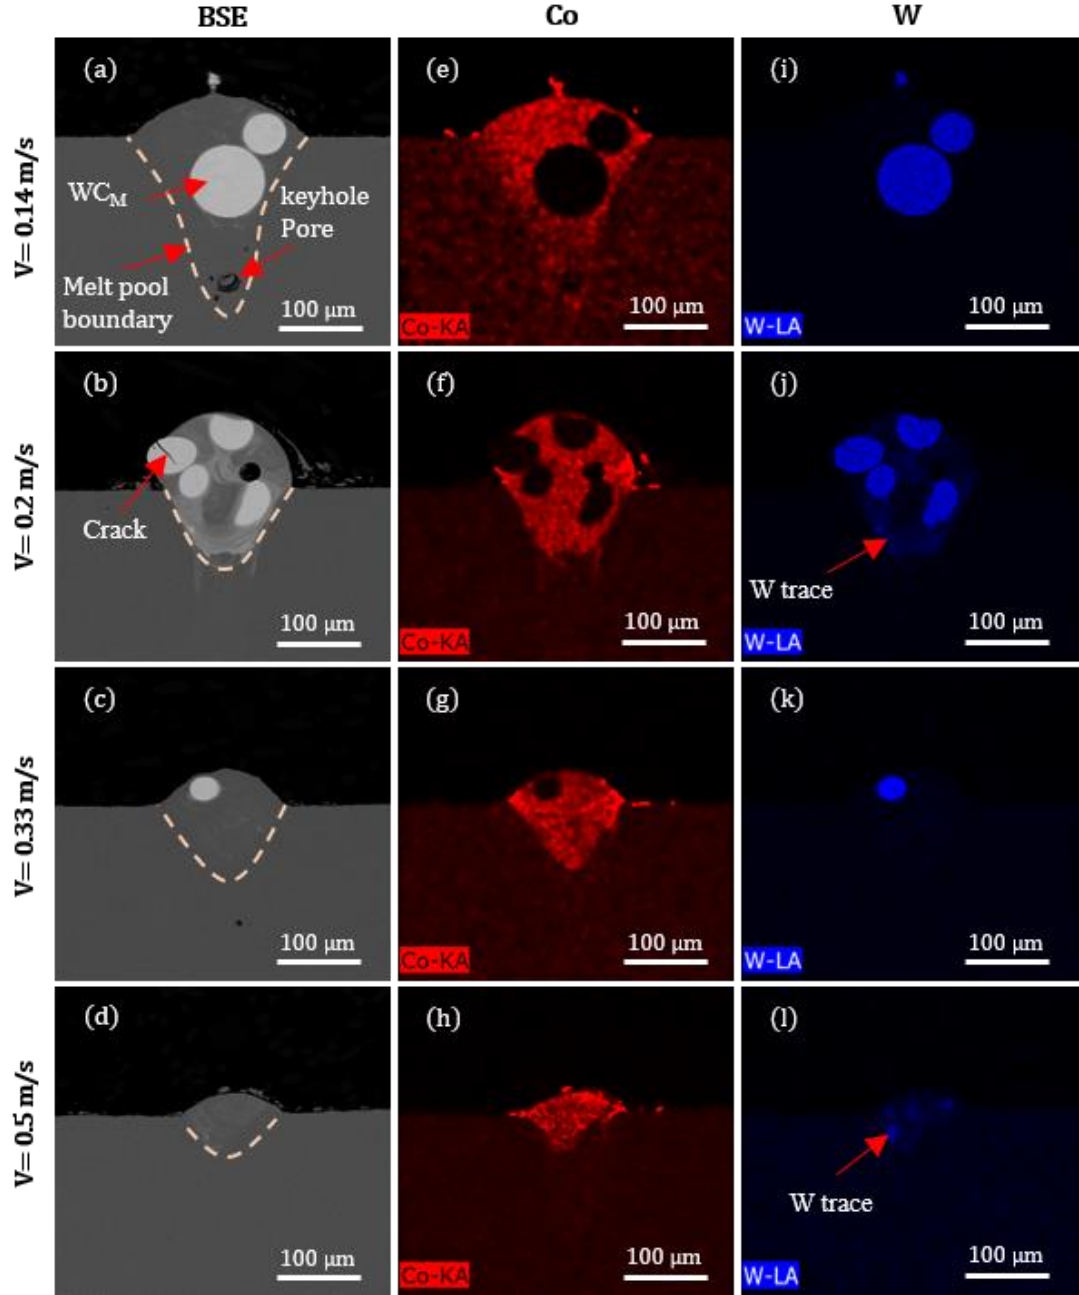 BSE Co W
V= 0.14 m/s
(a) (e) (i)
WC_M
keyhole
Pore
Melt pool
boundary
100 µm 100 µm 100 µm
Co-KA W-LA
V= 0.2 m/s
(b) (f) (j)
Crack
W trace
100 µm 100 µm 100 µm
Co-KA W-LA
V= 0.33 m/s
(c) (g) (k)
100 µm 100 µm 100 µm
Co-KA W-LA
V= 0.5 m/s
(d) (h) (l)
W trace
100 µm 100 µm 100 µm
Co-KA W-LA